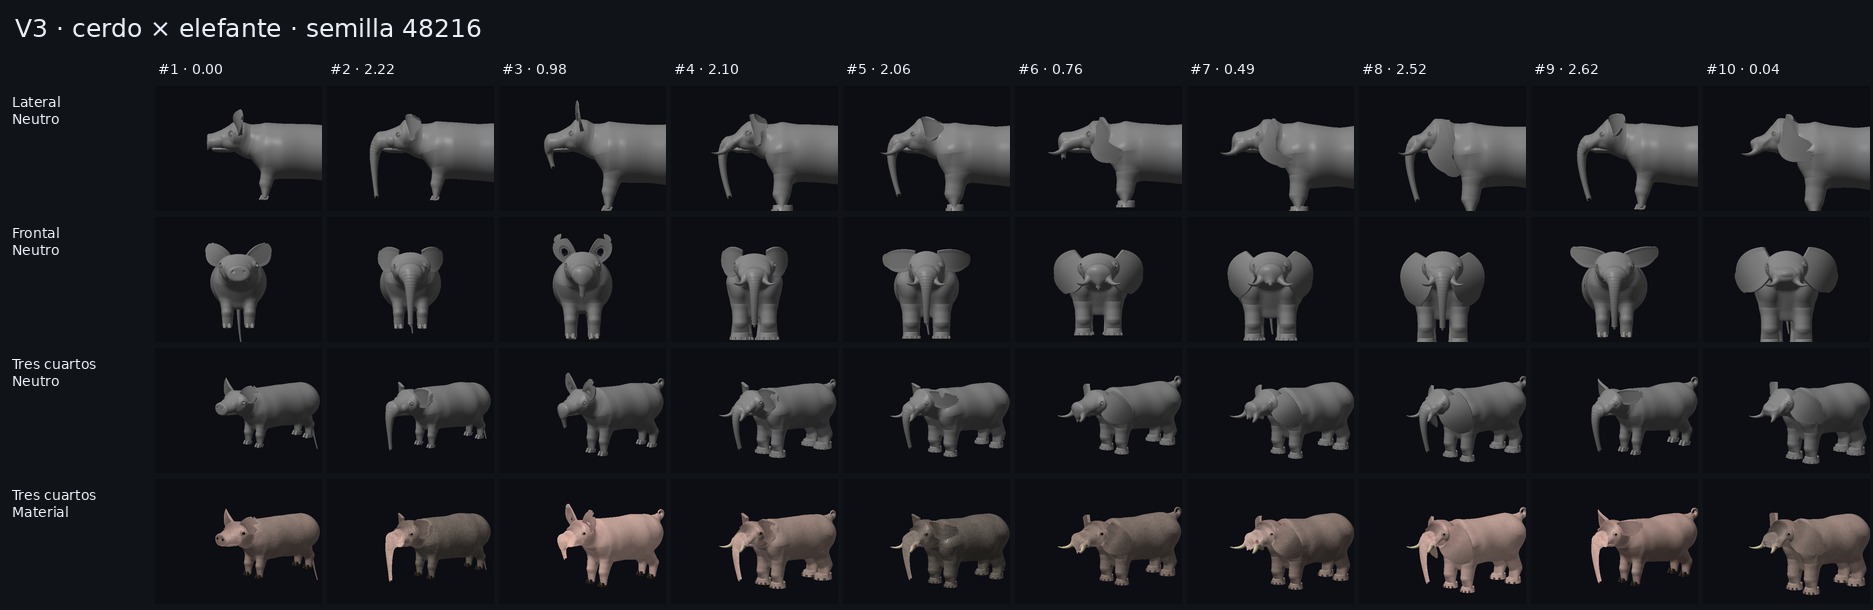 V3 · cerdo × elefante · semilla 48216
#1 · 0.00
#2 · 2.22
#3 · 0.98
#4 · 2.10
#5 · 2.06
#6 · 0.76
#7 · 0.49
#8 · 2.52
#9 · 2.62
#10 · 0.04
Lateral
Neutro
Frontal
Neutro
Tres cuartos
Neutro
Tres cuartos
Material